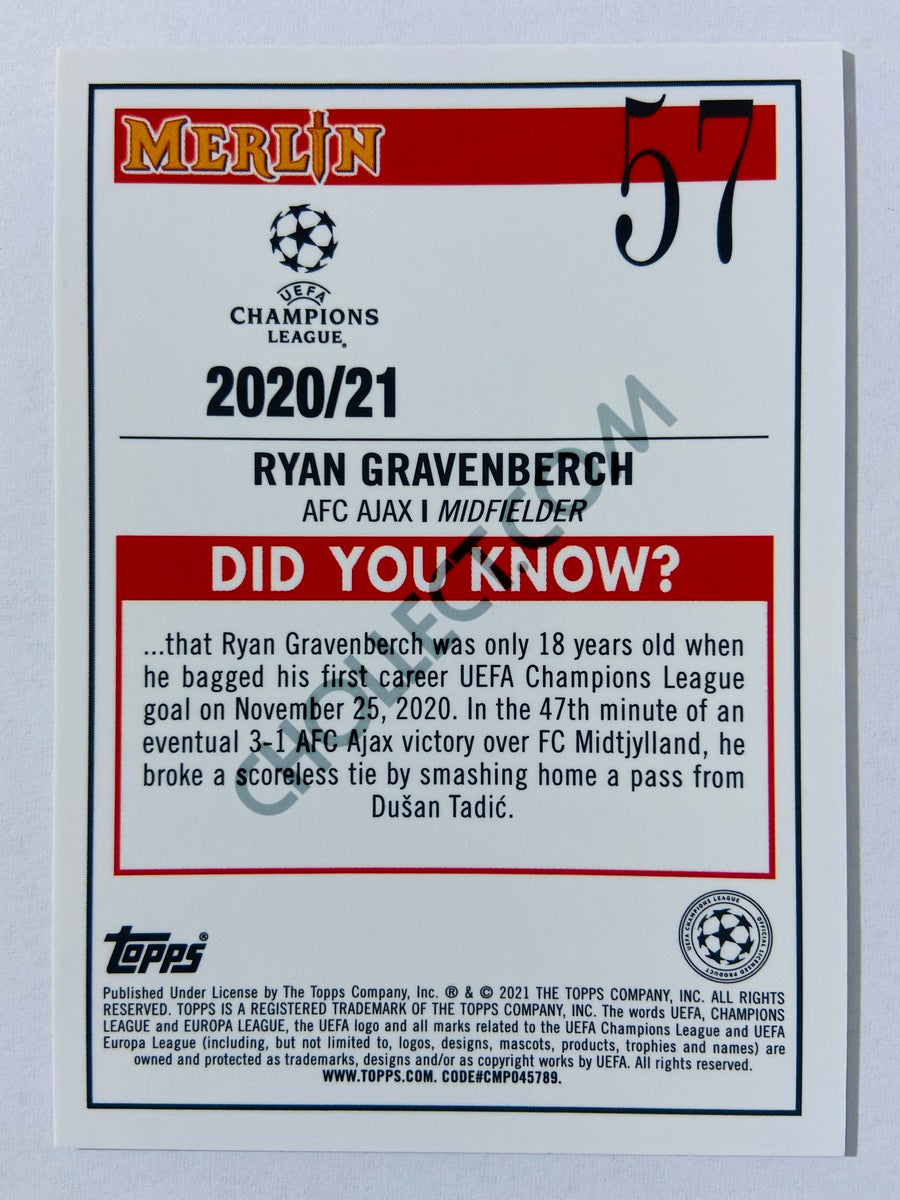 MERLIN
57
UEFA
CHAMPIONS
LEAGUE®
2020/21
RYAN GRAVENBERCH
AFC AJAX | MIDFIELDER
DID YOU KNOW?
...that Ryan Gravenberch was only 18 years old when
he bagged his first career UEFA Champions League
goal on November 25, 2020. In the 47th minute of an
eventual 3-1 AFC Ajax victory over FC Midtjylland, he
broke a scoreless tie by smashing home a pass from
Dušan Tadić.
CHOLLECT.COM
TOPPS®
UEFA CHAMPIONS LEAGUE
OFFICIAL LICENSED PRODUCT
Published Under License by The Topps Company, Inc. ® & © 2021 THE TOPPS COMPANY, INC. ALL RIGHTS
RESERVED. TOPPS IS A REGISTERED TRADEMARK OF THE TOPPS COMPANY, INC. The words UEFA, CHAMPIONS
LEAGUE and EUROPA LEAGUE, the UEFA logo and all marks related to the UEFA Champions League and UEFA
Europa League (including, but not limited to, logos, designs, mascots, products, trophies and names) are
owned and protected as trademarks, designs and/or as copyright works by UEFA. All rights reserved.
WWW.TOPPS.COM. CODE#CMP045789.